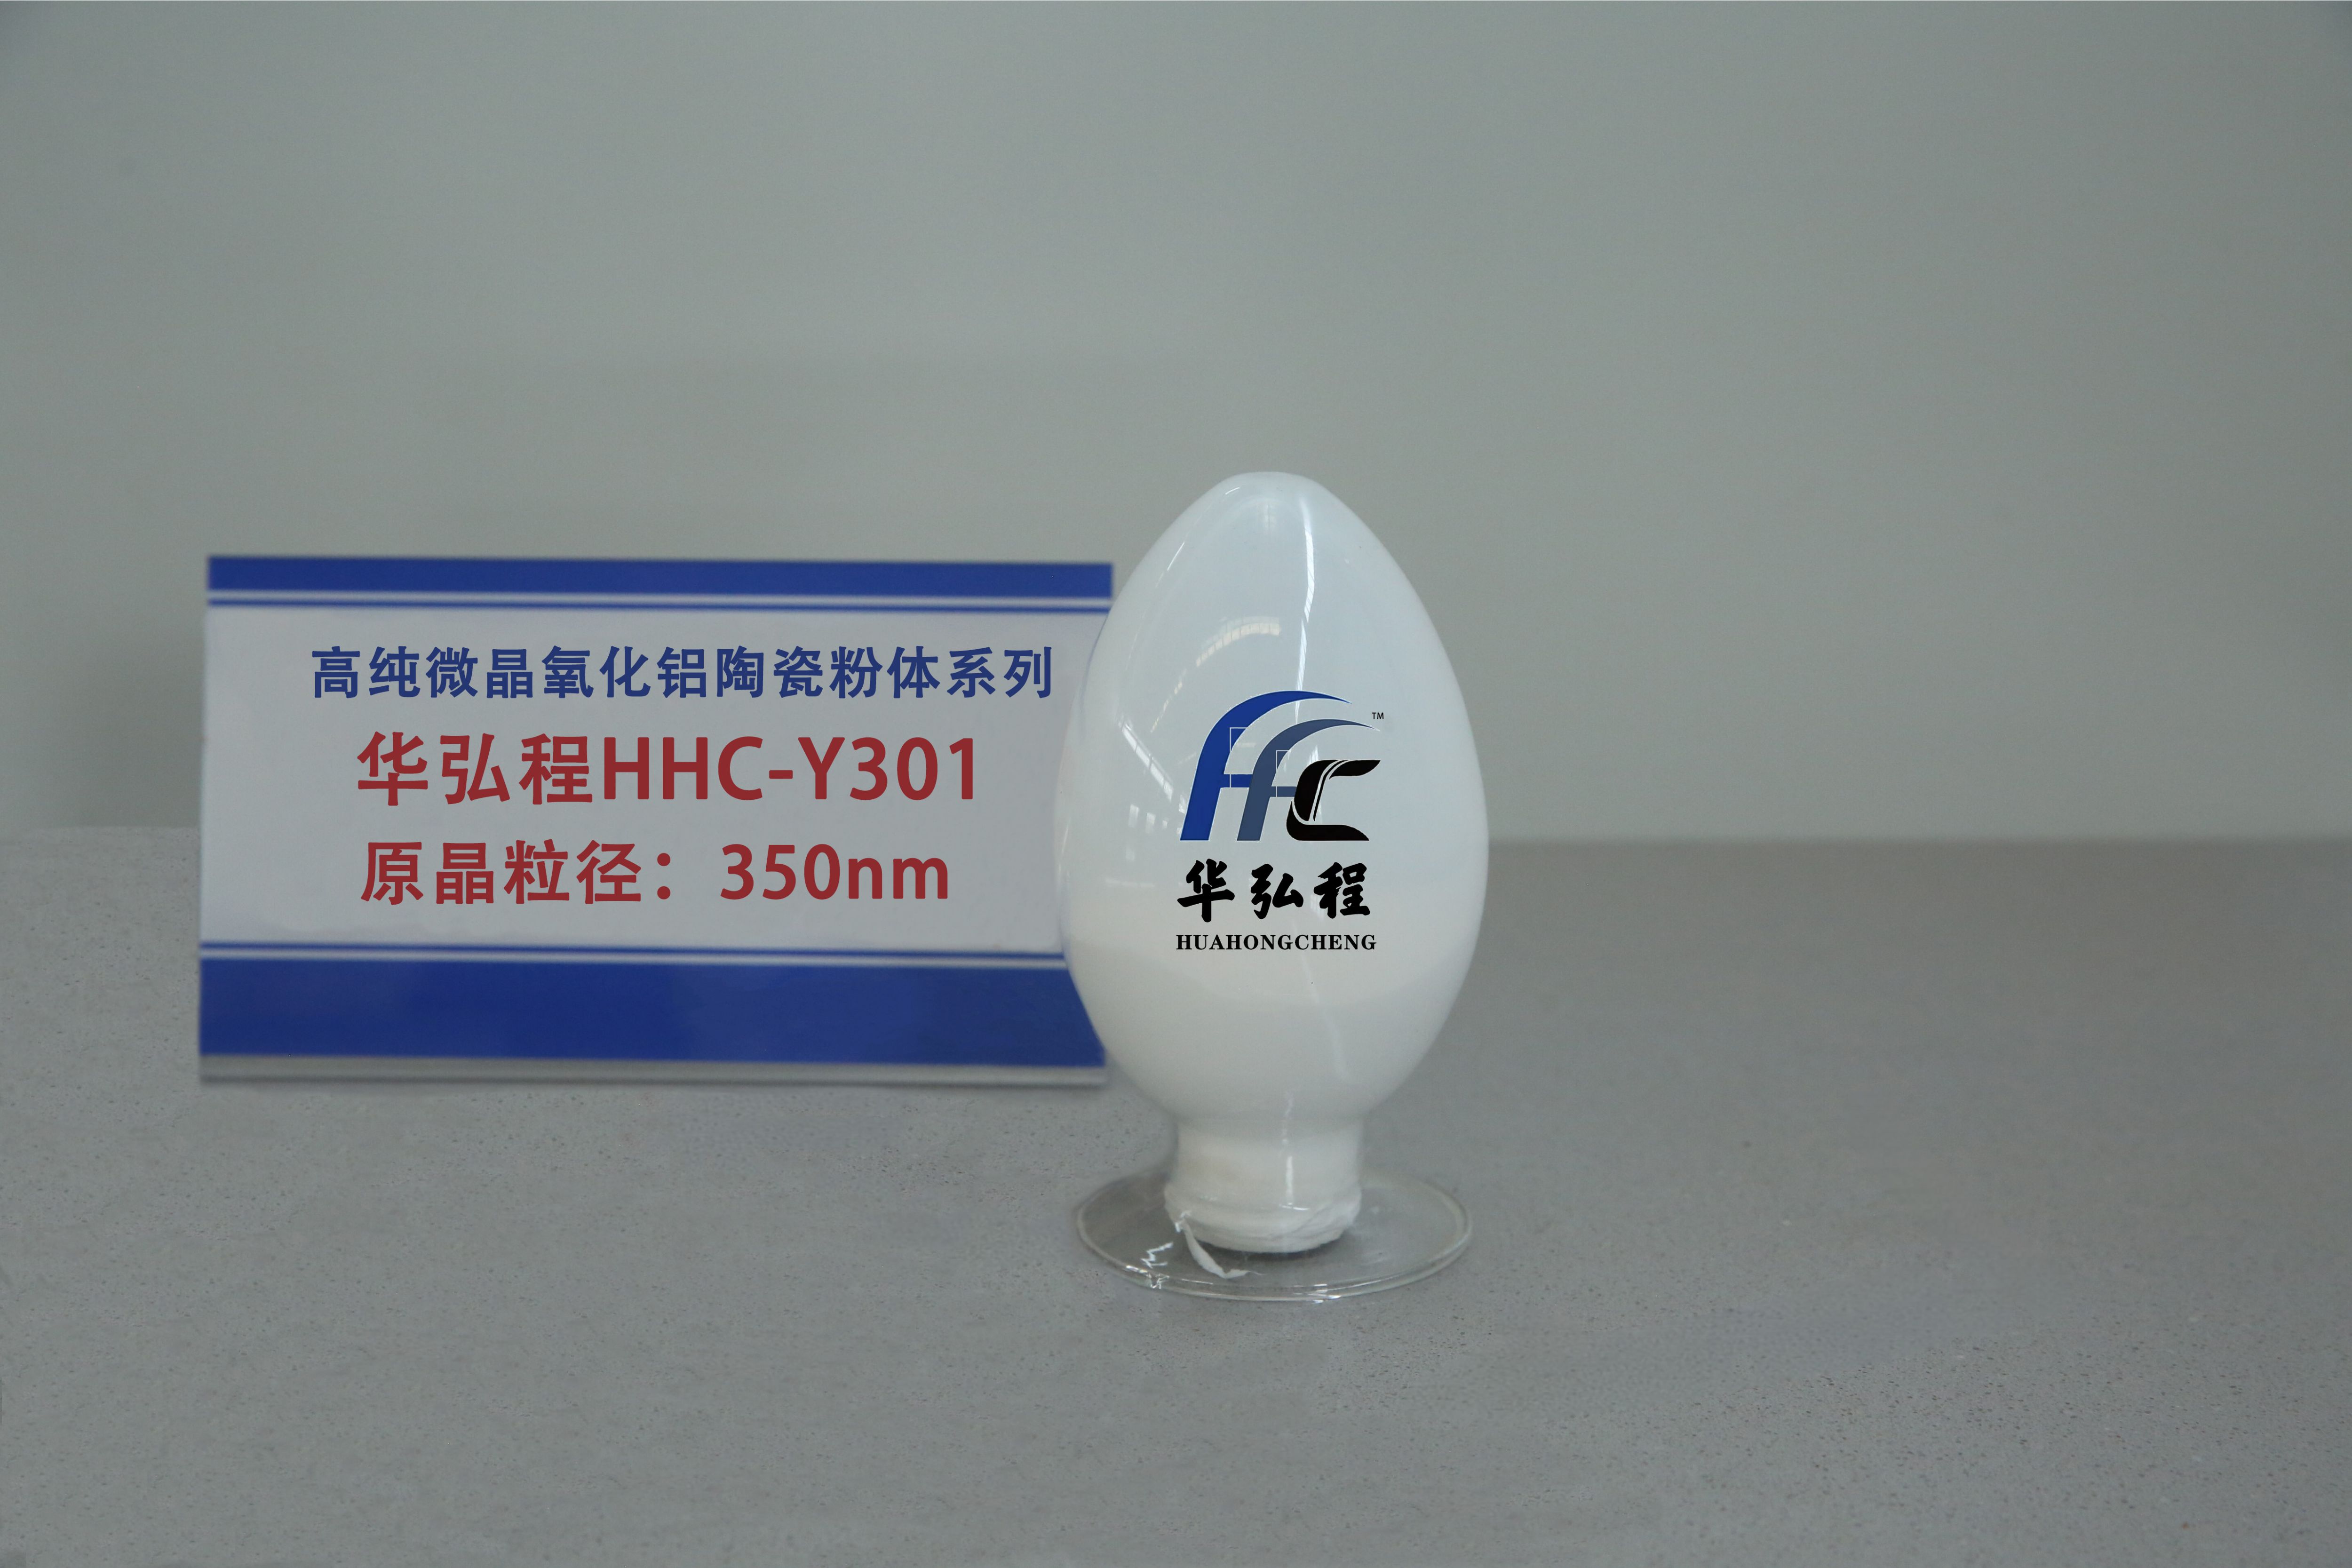 高纯微晶氧化铝陶瓷粉体系列
华弘程HHC-Y301
原晶粒径：350nm
HHC™
华弘程
HUAHONGCHENG